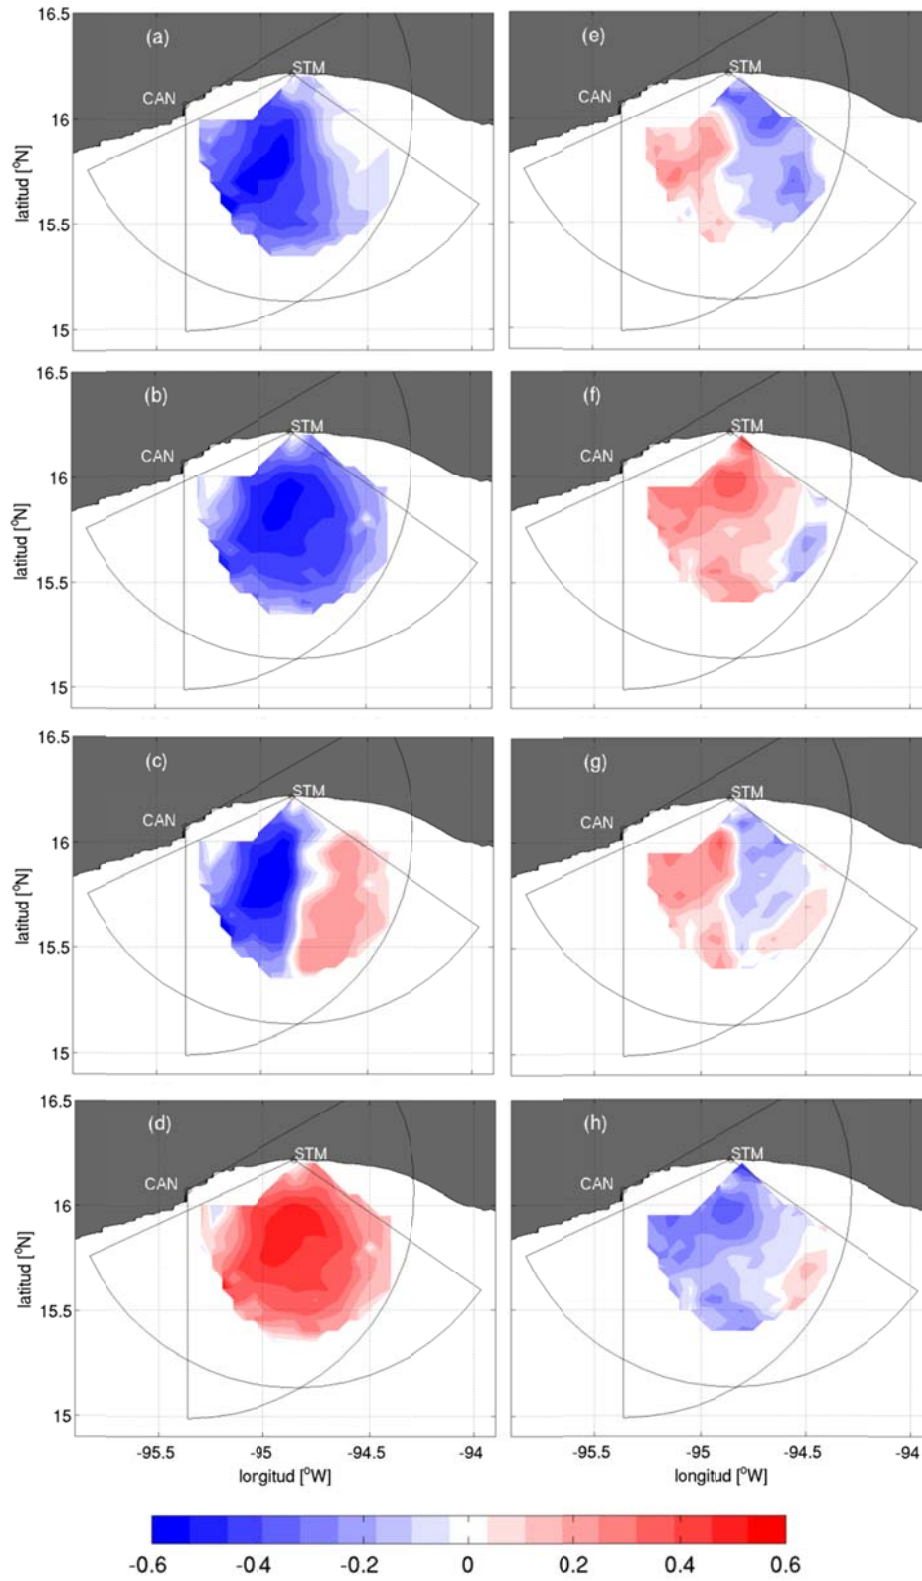 16.5
(a)
(e)
STM
STM
CAN
CAN
16
latitud [°N]
15.5
15
16.5
(b)
(f)
STM
STM
CAN
CAN
16
latitud [°N]
15.5
15
16.5
(c)
(g)
STM
STM
CAN
CAN
16
latitud [°N]
15.5
15
16.5
(d)
(h)
STM
STM
CAN
CAN
16
latitud [°N]
15.5
15
-95.5 -95 -94.5 -94 -95.5 -95 -94.5 -94
lorgitud [°W] longitud [°W]
-0.6 -0.4 -0.2 0 0.2 0.4 0.6